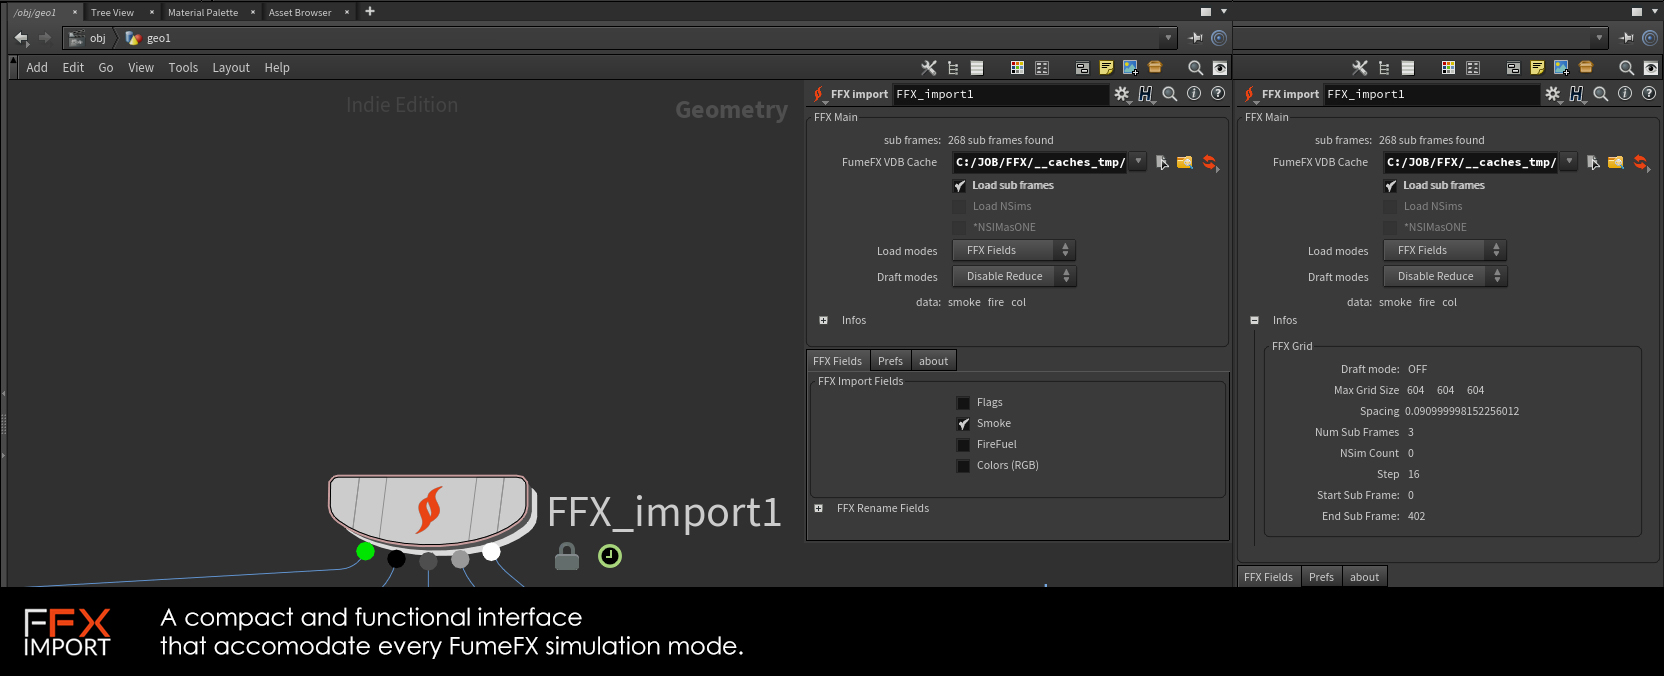 /obj/geo1 × Tree View × Material Palette × Asset Browser × +
obj geo1
Add Edit Go View Tools Layout Help
Indie Edition
Geometry
FFX_import1
FFX import FFX_import1
FFX Main
sub frames: 268 sub frames found
FumeFX VDB Cache C:/JOB/FFX/__caches_tmp/
Load sub frames
Load NSims
*NSIMasONE
Load modes FFX Fields
Draft modes Disable Reduce
data: smoke fire col
Infos
FFX Fields Prefs about
FFX Import Fields
Flags
Smoke
FireFuel
Colors (RGB)
FFX Rename Fields
FFX import FFX_import1
FFX Main
sub frames: 268 sub frames found
FumeFX VDB Cache C:/JOB/FFX/__caches_tmp/
Load sub frames
Load NSims
*NSIMasONE
Load modes FFX Fields
Draft modes Disable Reduce
data: smoke fire col
Infos
FFX Grid
Draft mode: OFF
Max Grid Size 604 604 604
Spacing 0.090999998152256012
Num Sub Frames 3
NSim Count 0
Step 16
Start Sub Frame: 0
End Sub Frame: 402
FFX Fields Prefs about
FFX
IMPORT
A compact and functional interface
that accomodate every FumeFX simulation mode.